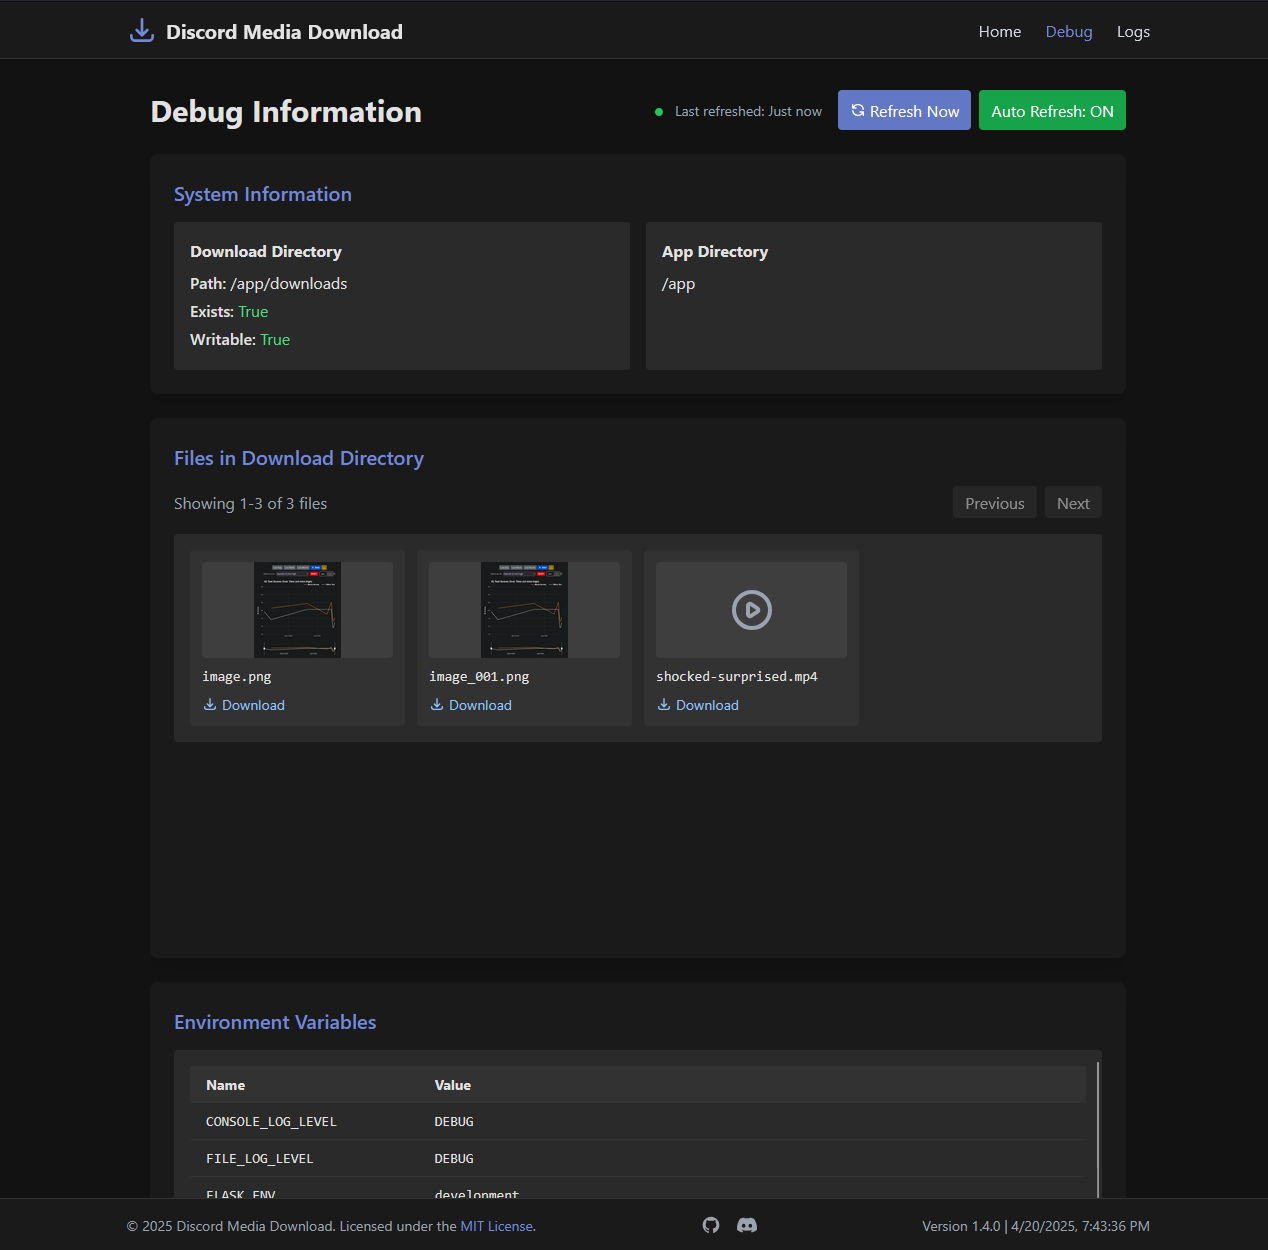 Discord Media Download
Home Debug Logs
Debug Information
Last refreshed: Just now
Refresh Now
Auto Refresh: ON
System Information
Download Directory
Path: /app/downloads
Exists: True
Writable: True
App Directory
/app
Files in Download Directory
Showing 1-3 of 3 files
Previous
Next
image.png
Download
image_001.png
Download
shocked-surprised.mp4
Download
Environment Variables
Name Value
CONSOLE_LOG_LEVEL DEBUG
FILE_LOG_LEVEL DEBUG
FLASK_ENV development
© 2025 Discord Media Download. Licensed under the MIT License.
Version 1.4.0 | 4/20/2025, 7:43:36 PM